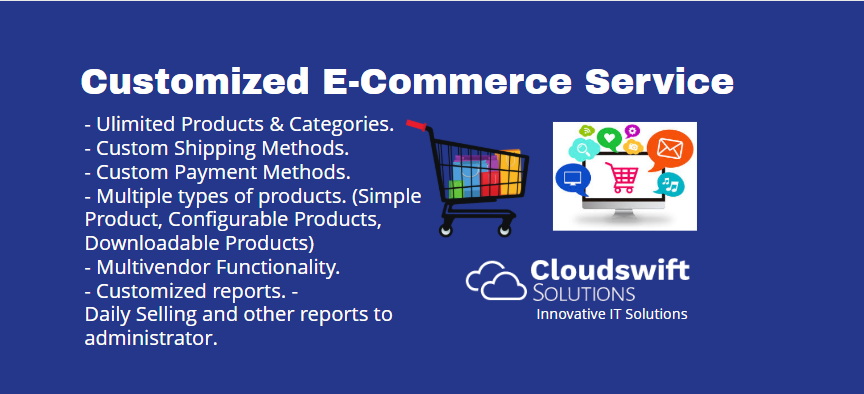 Customized E-Commerce Service
- Ulimited Products & Categories.
- Custom Shipping Methods.
- Custom Payment Methods.
- Multiple types of products. (Simple
Product, Configurable Products,
Downloadable Products)
- Multivendor Functionality.
- Customized reports. -
Daily Selling and other reports to
administrator.
Cloudswift
SOLUTIONS
Innovative IT Solutions